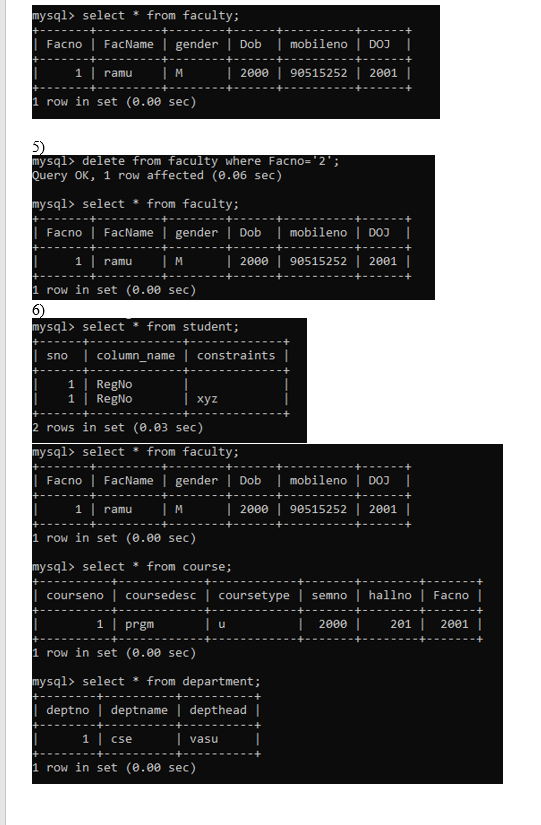 mysql> select * from faculty;
+--------+---------+--------+------+----------+------+
| Facno | FacName | gender | Dob | mobileno | DOJ |
+--------+---------+--------+------+----------+------+
| 1 | ramu | M | 2000 | 90515252 | 2001 |
+--------+---------+--------+------+----------+------+
1 row in set (0.00 sec)
5)
mysql> delete from faculty where Facno='2';
Query OK, 1 row affected (0.06 sec)
mysql> select * from faculty;
+--------+---------+--------+------+----------+------+
| Facno | FacName | gender | Dob | mobileno | DOJ |
+--------+---------+--------+------+----------+------+
| 1 | ramu | M | 2000 | 90515252 | 2001 |
+--------+---------+--------+------+----------+------+
1 row in set (0.00 sec)
6)
mysql> select * from student;
+------+-------------+-------------+
| sno | column_name | constraints |
+------+-------------+-------------+
| 1 | RegNo | |
| 1 | RegNo | xyz |
+------+-------------+-------------+
2 rows in set (0.03 sec)
mysql> select * from faculty;
+--------+---------+--------+------+----------+------+
| Facno | FacName | gender | Dob | mobileno | DOJ |
+--------+---------+--------+------+----------+------+
| 1 | ramu | M | 2000 | 90515252 | 2001 |
+--------+---------+--------+------+----------+------+
1 row in set (0.00 sec)
mysql> select * from course;
+----------+------------+------------+-------+--------+-------+
| courseno | coursedesc | coursetype | semno | hallno | Facno |
+----------+------------+------------+-------+--------+-------+
| 1 | prgm | u | 2000 | 201 | 2001 |
+----------+------------+------------+-------+--------+-------+
1 row in set (0.00 sec)
mysql> select * from department;
+--------+----------+----------+
| deptno | deptname | depthead |
+--------+----------+----------+
| 1 | cse | vasu |
+--------+----------+----------+
1 row in set (0.00 sec)